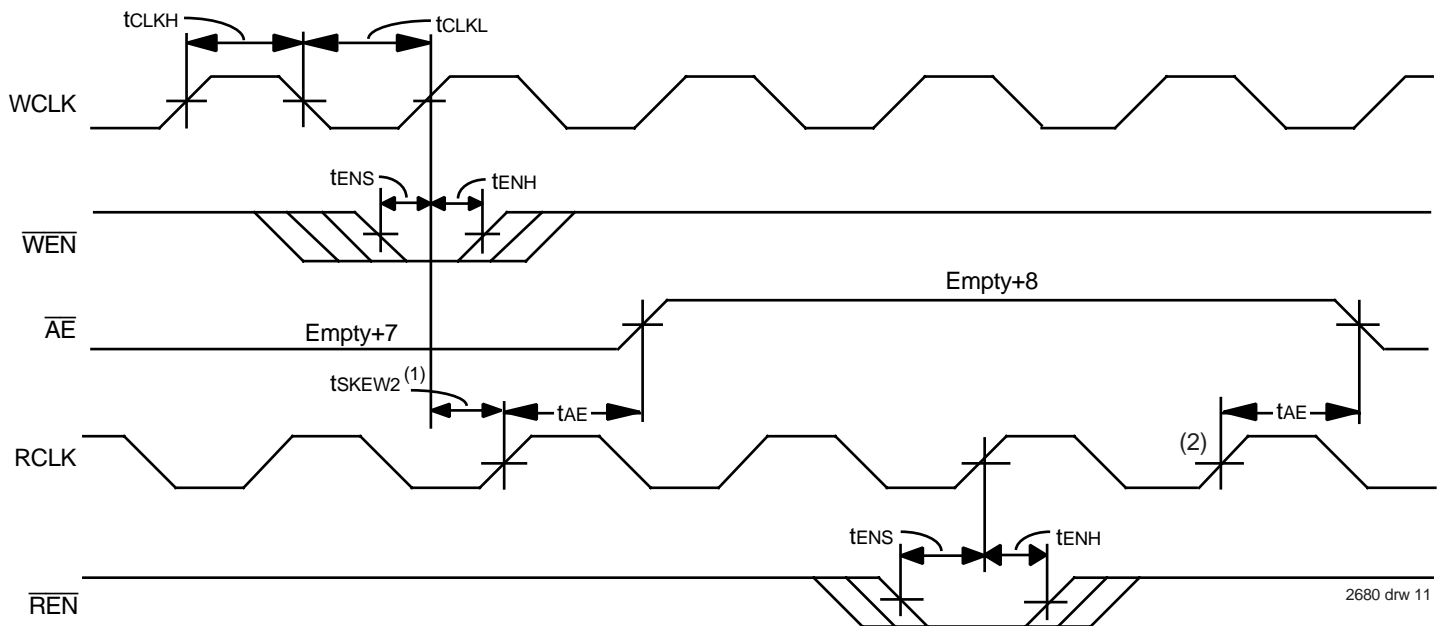 tCLKH
tCLKL
WCLK
tENS
tENH
WEN
Empty+8
AE
Empty+7
tSKEW2 (1)
tAE
tAE
RCLK
(2)
tENS
tENH
REN
2680 drw 11